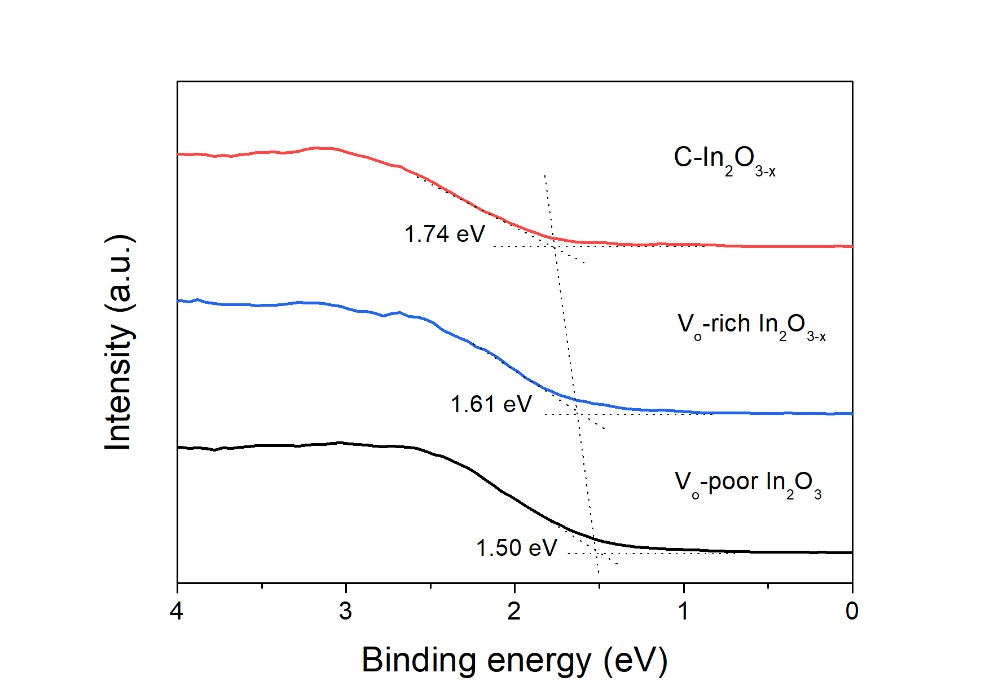 C-In₂O₃₋ₓ
1.74 eV
Vₒ-rich In₂O₃₋ₓ
1.61 eV
Vₒ-poor In₂O₃
1.50 eV
Intensity (a.u.)
4 3 2 1 0
Binding energy (eV)